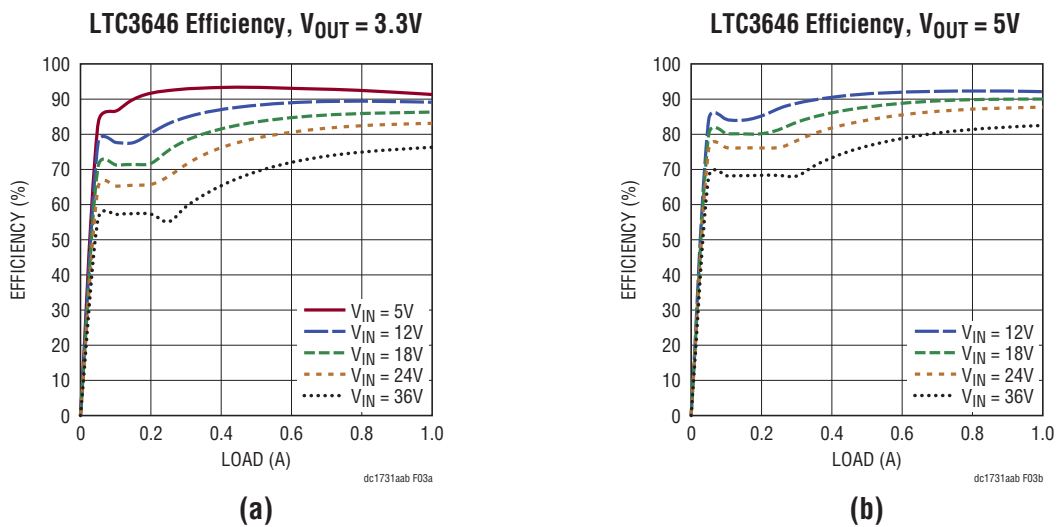 LTC3646 Efficiency, VOUT = 3.3V
100
90
80
70
60
50
40
30
20
10
0
EFFICIENCY (%)
VIN = 5V
VIN = 12V
VIN = 18V
VIN = 24V
VIN = 36V
0 0.2 0.4 0.6 0.8 1.0
LOAD (A)
dc1731aab F03a
(a)
LTC3646 Efficiency, VOUT = 5V
100
90
80
70
60
50
40
30
20
10
0
EFFICIENCY (%)
VIN = 12V
VIN = 18V
VIN = 24V
VIN = 36V
0 0.2 0.4 0.6 0.8 1.0
LOAD (A)
dc1731aab F03b
(b)